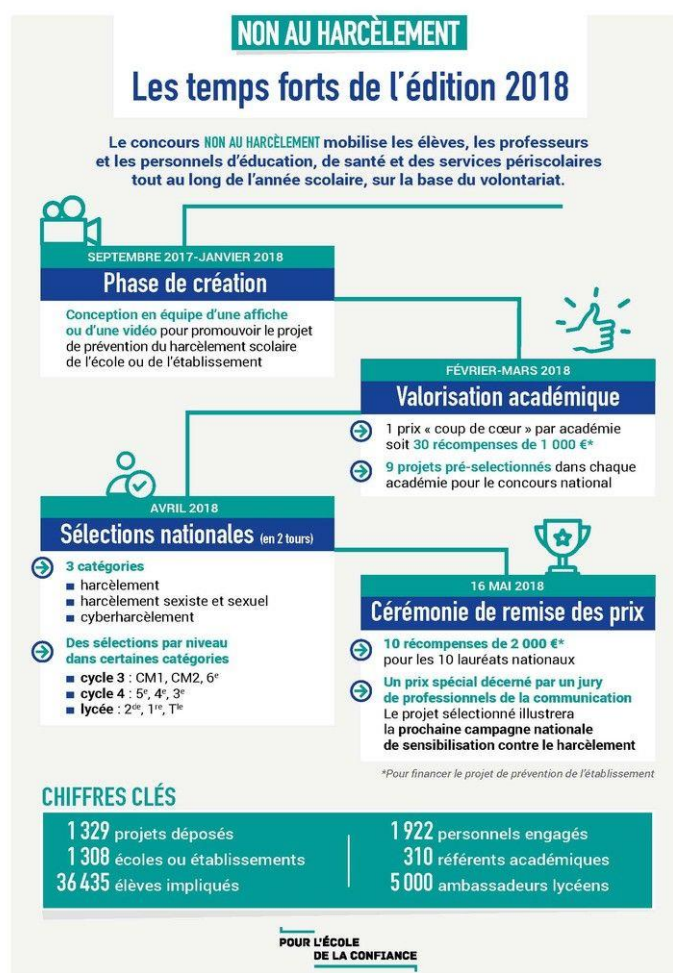 NON AU HARCÈLEMENT
Les temps forts de l'édition 2018
Le concours NON AU HARCÈLEMENT mobilise les élèves, les professeurs
et les personnels d'éducation, de santé et des services périscolaires
tout au long de l'année scolaire, sur la base du volontariat.
SEPTEMBRE 2017-JANVIER 2018
Phase de création
Conception en équipe d'une affiche
ou d'une vidéo pour promouvoir le projet
de prévention du harcèlement scolaire
de l'école ou de l'établissement
FÉVRIER-MARS 2018
Valorisation académique
1 prix « coup de cœur » par académie
soit 30 récompenses de 1 000 €*
9 projets pré-selectionnés dans chaque
académie pour le concours national
AVRIL 2018
Sélections nationales (en 2 tours)
3 catégories
harcèlement
harcèlement sexiste et sexuel
cyberharcèlement
Des sélections par niveau
dans certaines catégories
cycle 3 : CM1, CM2, 6e
cycle 4 : 5e, 4e, 3e
lycée : 2de, 1re, Tle
16 MAI 2018
Cérémonie de remise des prix
10 récompenses de 2 000 €*
pour les 10 lauréats nationaux
Un prix spécial décerné par un jury
de professionnels de la communication
Le projet sélectionné illustrera
la prochaine campagne nationale
de sensibilisation contre le harcèlement
*Pour financer le projet de prévention de l'établissement
CHIFFRES CLÉS
1 329 projets déposés
1 308 écoles ou établissements
36 435 élèves impliqués
1 922 personnels engagés
310 référents académiques
5 000 ambassadeurs lycéens
POUR L'ÉCOLE
DE LA CONFIANCE